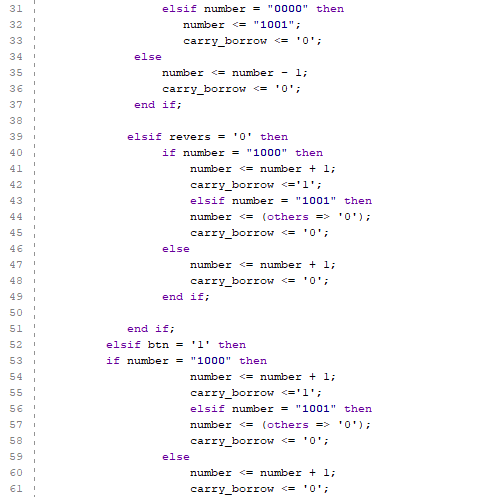 31 elsif number = "0000" then
32 number <= "1001";
33 carry_borrow <= '0';
34 else
35 number <= number - 1;
36 carry_borrow <= '0';
37 end if;
38
39 elsif revers = '0' then
40 if number = "1000" then
41 number <= number + 1;
42 carry_borrow <='1';
43 elsif number = "1001" then
44 number <= (others => '0');
45 carry_borrow <= '0';
46 else
47 number <= number + 1;
48 carry_borrow <= '0';
49 end if;
50
51 end if;
52 elsif btn = '1' then
53 if number = "1000" then
54 number <= number + 1;
55 carry_borrow <='1';
56 elsif number = "1001" then
57 number <= (others => '0');
58 carry_borrow <= '0';
59 else
60 number <= number + 1;
61 carry_borrow <= '0';